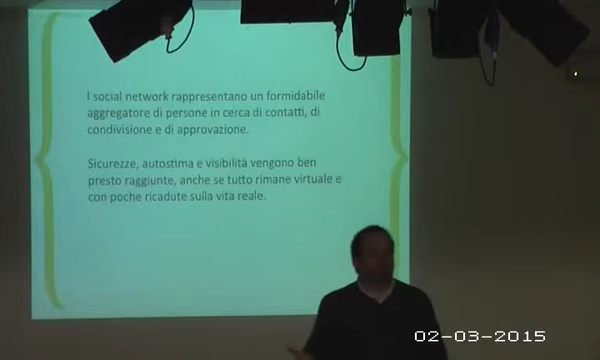 I social network rappresentano un formidabile
aggregatore di persone in cerca di contatti, di
condivisione e di approvazione.
Sicurezze, autostima e visibilità vengono ben
presto raggiunte, anche se tutto rimane virtuale e
con poche ricadute sulla vita reale.
02-03-2015